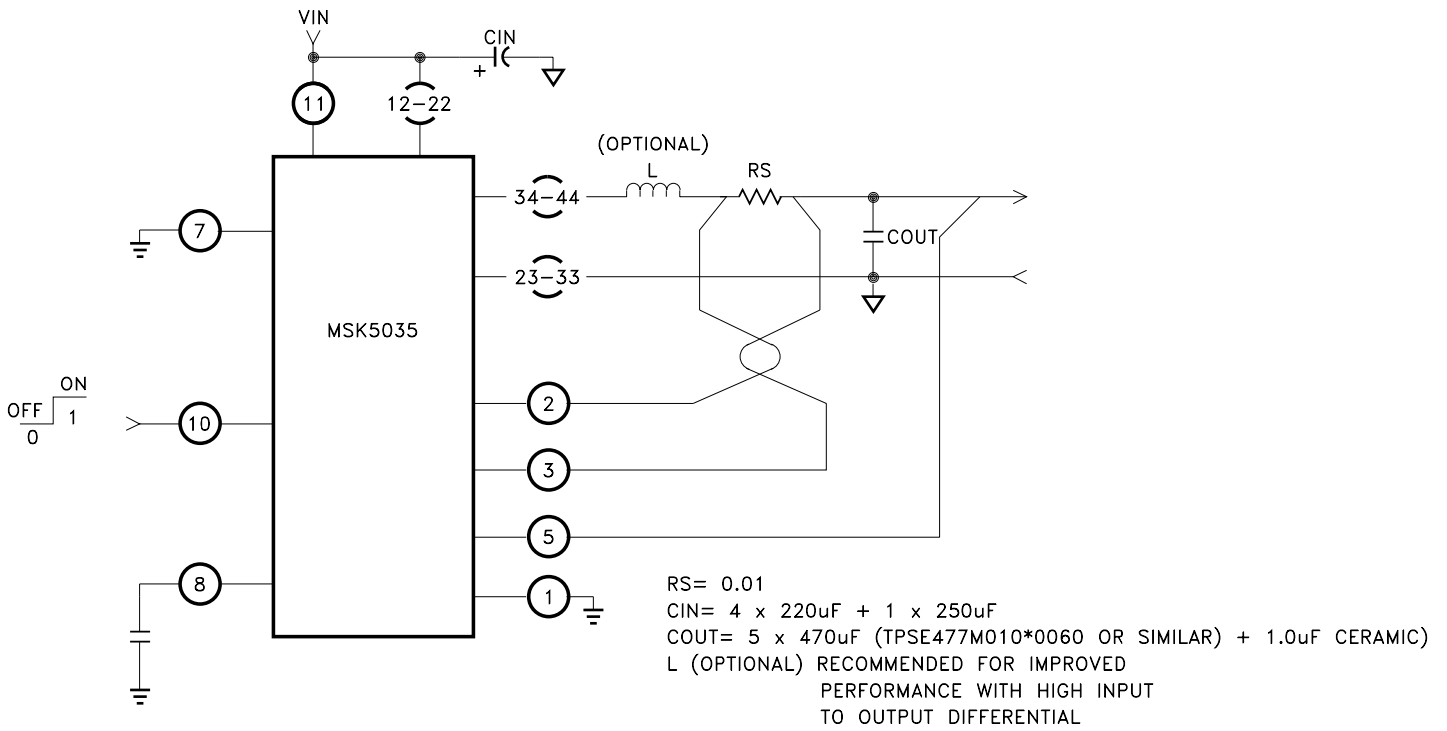 VIN
CIN
+
11
12-22
(OPTIONAL)
L
RS
34-44
7
COUT
23-33
MSK5035
ON
OFF
1
0
10
2
3
5
8
1
RS= 0.01
CIN= 4 x 220uF + 1 x 250uF
COUT= 5 x 470uF (TPSE477M010*0060 OR SIMILAR) + 1.0uF CERAMIC)
L (OPTIONAL) RECOMMENDED FOR IMPROVED
PERFORMANCE WITH HIGH INPUT
TO OUTPUT DIFFERENTIAL